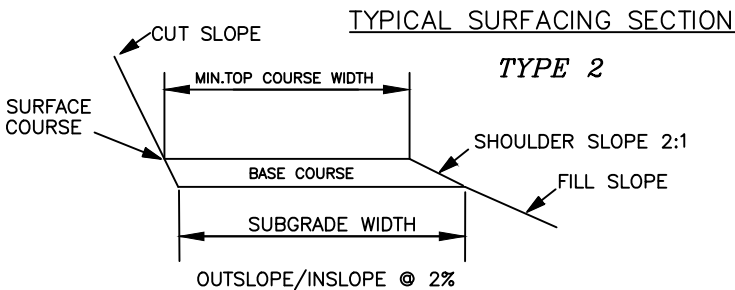 TYPICAL SURFACING SECTION
TYPE 2
CUT SLOPE
MIN.TOP COURSE WIDTH
SURFACE
COURSE
SHOULDER SLOPE 2:1
BASE COURSE
FILL SLOPE
SUBGRADE WIDTH
OUTSLOPE/INSLOPE @ 2%